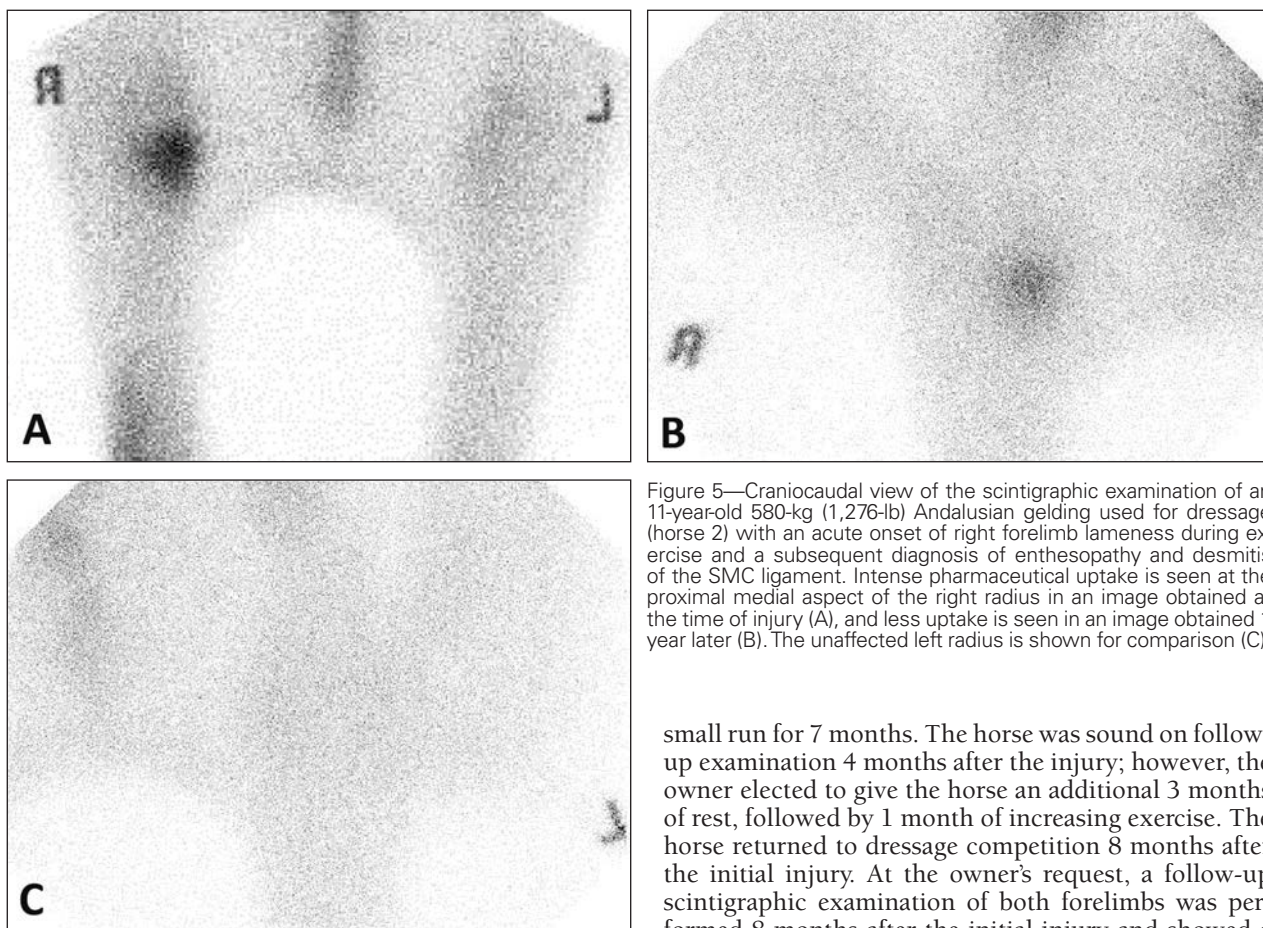 R
L
A
R
B
L
C
Figure 5—Craniocaudal view of the scintigraphic examination of an
11-year-old 580-kg (1,276-lb) Andalusian gelding used for dressage
(horse 2) with an acute onset of right forelimb lameness during ex
ercise and a subsequent diagnosis of enthesopathy and desmitis
of the SMC ligament. Intense pharmaceutical uptake is seen at the
proximal medial aspect of the right radius in an image obtained at
the time of injury (A), and less uptake is seen in an image obtained 1
year later (B). The unaffected left radius is shown for comparison (C)
small run for 7 months. The horse was sound on follow
up examination 4 months after the injury; however, the
owner elected to give the horse an additional 3 months
of rest, followed by 1 month of increasing exercise. The
horse returned to dressage competition 8 months after
the initial injury. At the owner's request, a follow-up
scintigraphic examination of both forelimbs was per
formed 8 months after the initial injury and showed a